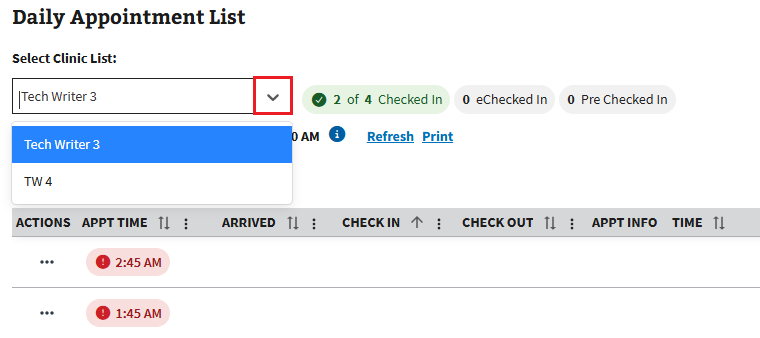 Daily Appointment List
Select Clinic List:
Tech Writer 3
2 of 4 Checked In
0 eChecked In
0 Pre Checked In
Tech Writer 3
0 AM
Refresh
Print
TW 4
ACTIONS APPT TIME ARRIVED CHECK IN CHECK OUT APPT INFO TIME
2:45 AM
1:45 AM